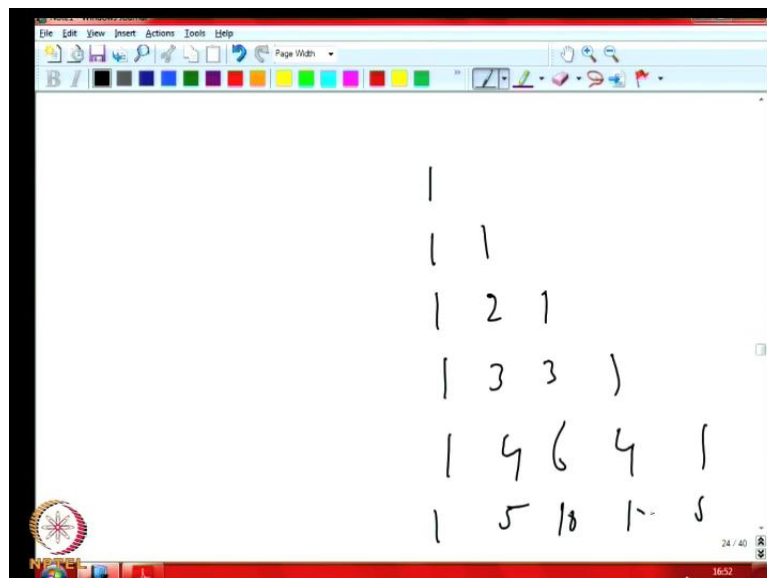 File Edit View Insert Actions Tools Help
Page Width
B I
1
1 1
1 2 1
1 3 3 1
1 4 6 4 1
1 5 10 5
24 / 40
NPTEL
16:52